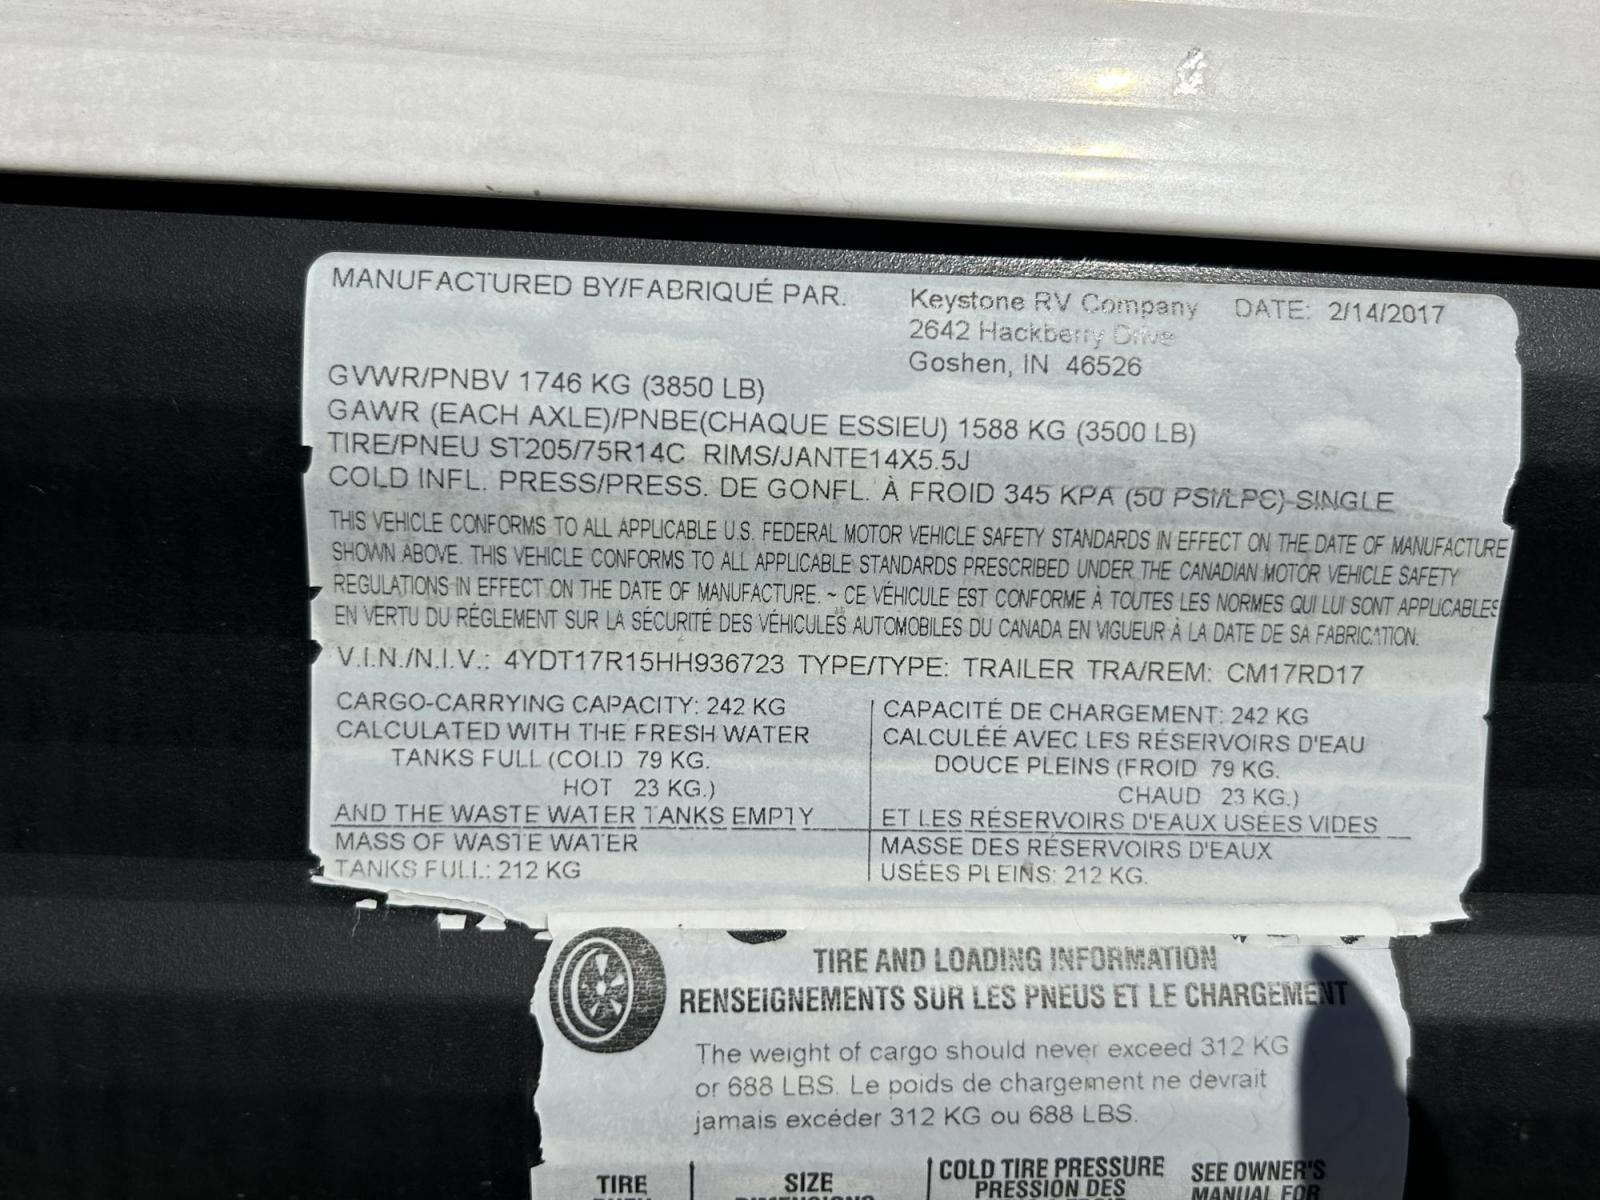 MANUFACTURED BY/FABRIQUÉ PAR.
Keystone RV Company DATE: 2/14/2017
2642 Hackberry Drive
Goshen, IN 46526
GVWR/PNBV 1746 KG (3850 LB)
GAWR (EACH AXLE)/PNBE(CHAQUE ESSIEU) 1588 KG (3500 LB)
TIRE/PNEU ST205/75R14C RIMS/JANTE14X5.5J
COLD INFL. PRESS/PRESS. DE GONFL. À FROID 345 KPA (50 PSI/LPC) SINGLE
THIS VEHICLE CONFORMS TO ALL APPLICABLE U.S. FEDERAL MOTOR VEHICLE SAFETY STANDARDS IN EFFECT ON THE DATE OF MANUFACTURE
SHOWN ABOVE. THIS VEHICLE CONFORMS TO ALL APPLICABLE STANDARDS PRESCRIBED UNDER THE CANADIAN MOTOR VEHICLE SAFETY
REGULATIONS IN EFFECT ON THE DATE OF MANUFACTURE. ~ CE VÉHICULE EST CONFORME À TOUTES LES NORMES QUI LUI SONT APPLICABLES
EN VERTU DU RÉGLEMENT SUR LA SÉCURITÉ DES VÉHICULES AUTOMOBILES DU CANADA EN VIGUEUR À LA DATE DE SA FABRICATION.
V.I.N./N.I.V.: 4YDT17R15HH936723 TYPE/TYPE: TRAILER TRA/REM: CM17RD17
CARGO-CARRYING CAPACITY: 242 KG
CALCULATED WITH THE FRESH WATER
TANKS FULL (COLD 79 KG.
HOT 23 KG.)
AND THE WASTE WATER TANKS EMPTY
MASS OF WASTE WATER
TANKS FULL: 212 KG
CAPACITÉ DE CHARGEMENT: 242 KG
CALCULÉE AVEC LES RÉSERVOIRS D'EAU
DOUCE PLEINS (FROID 79 KG.
CHAUD 23 KG.)
ET LES RÉSERVOIRS D'EAUX USÉES VIDES
MASSE DES RÉSERVOIRS D'EAUX
USÉES PLEINS: 212 KG.
TIRE AND LOADING INFORMATION
RENSEIGNEMENTS SUR LES PNEUS ET LE CHARGEMENT
The weight of cargo should never exceed 312 KG
or 688 LBS. Le poids de chargement ne devrait
jamais excéder 312 KG ou 688 LBS.
TIRE
SIZE
DIMENSIONS
COLD TIRE PRESSURE
PRESSION DES
SEE OWNER'S
MANUAL FOR